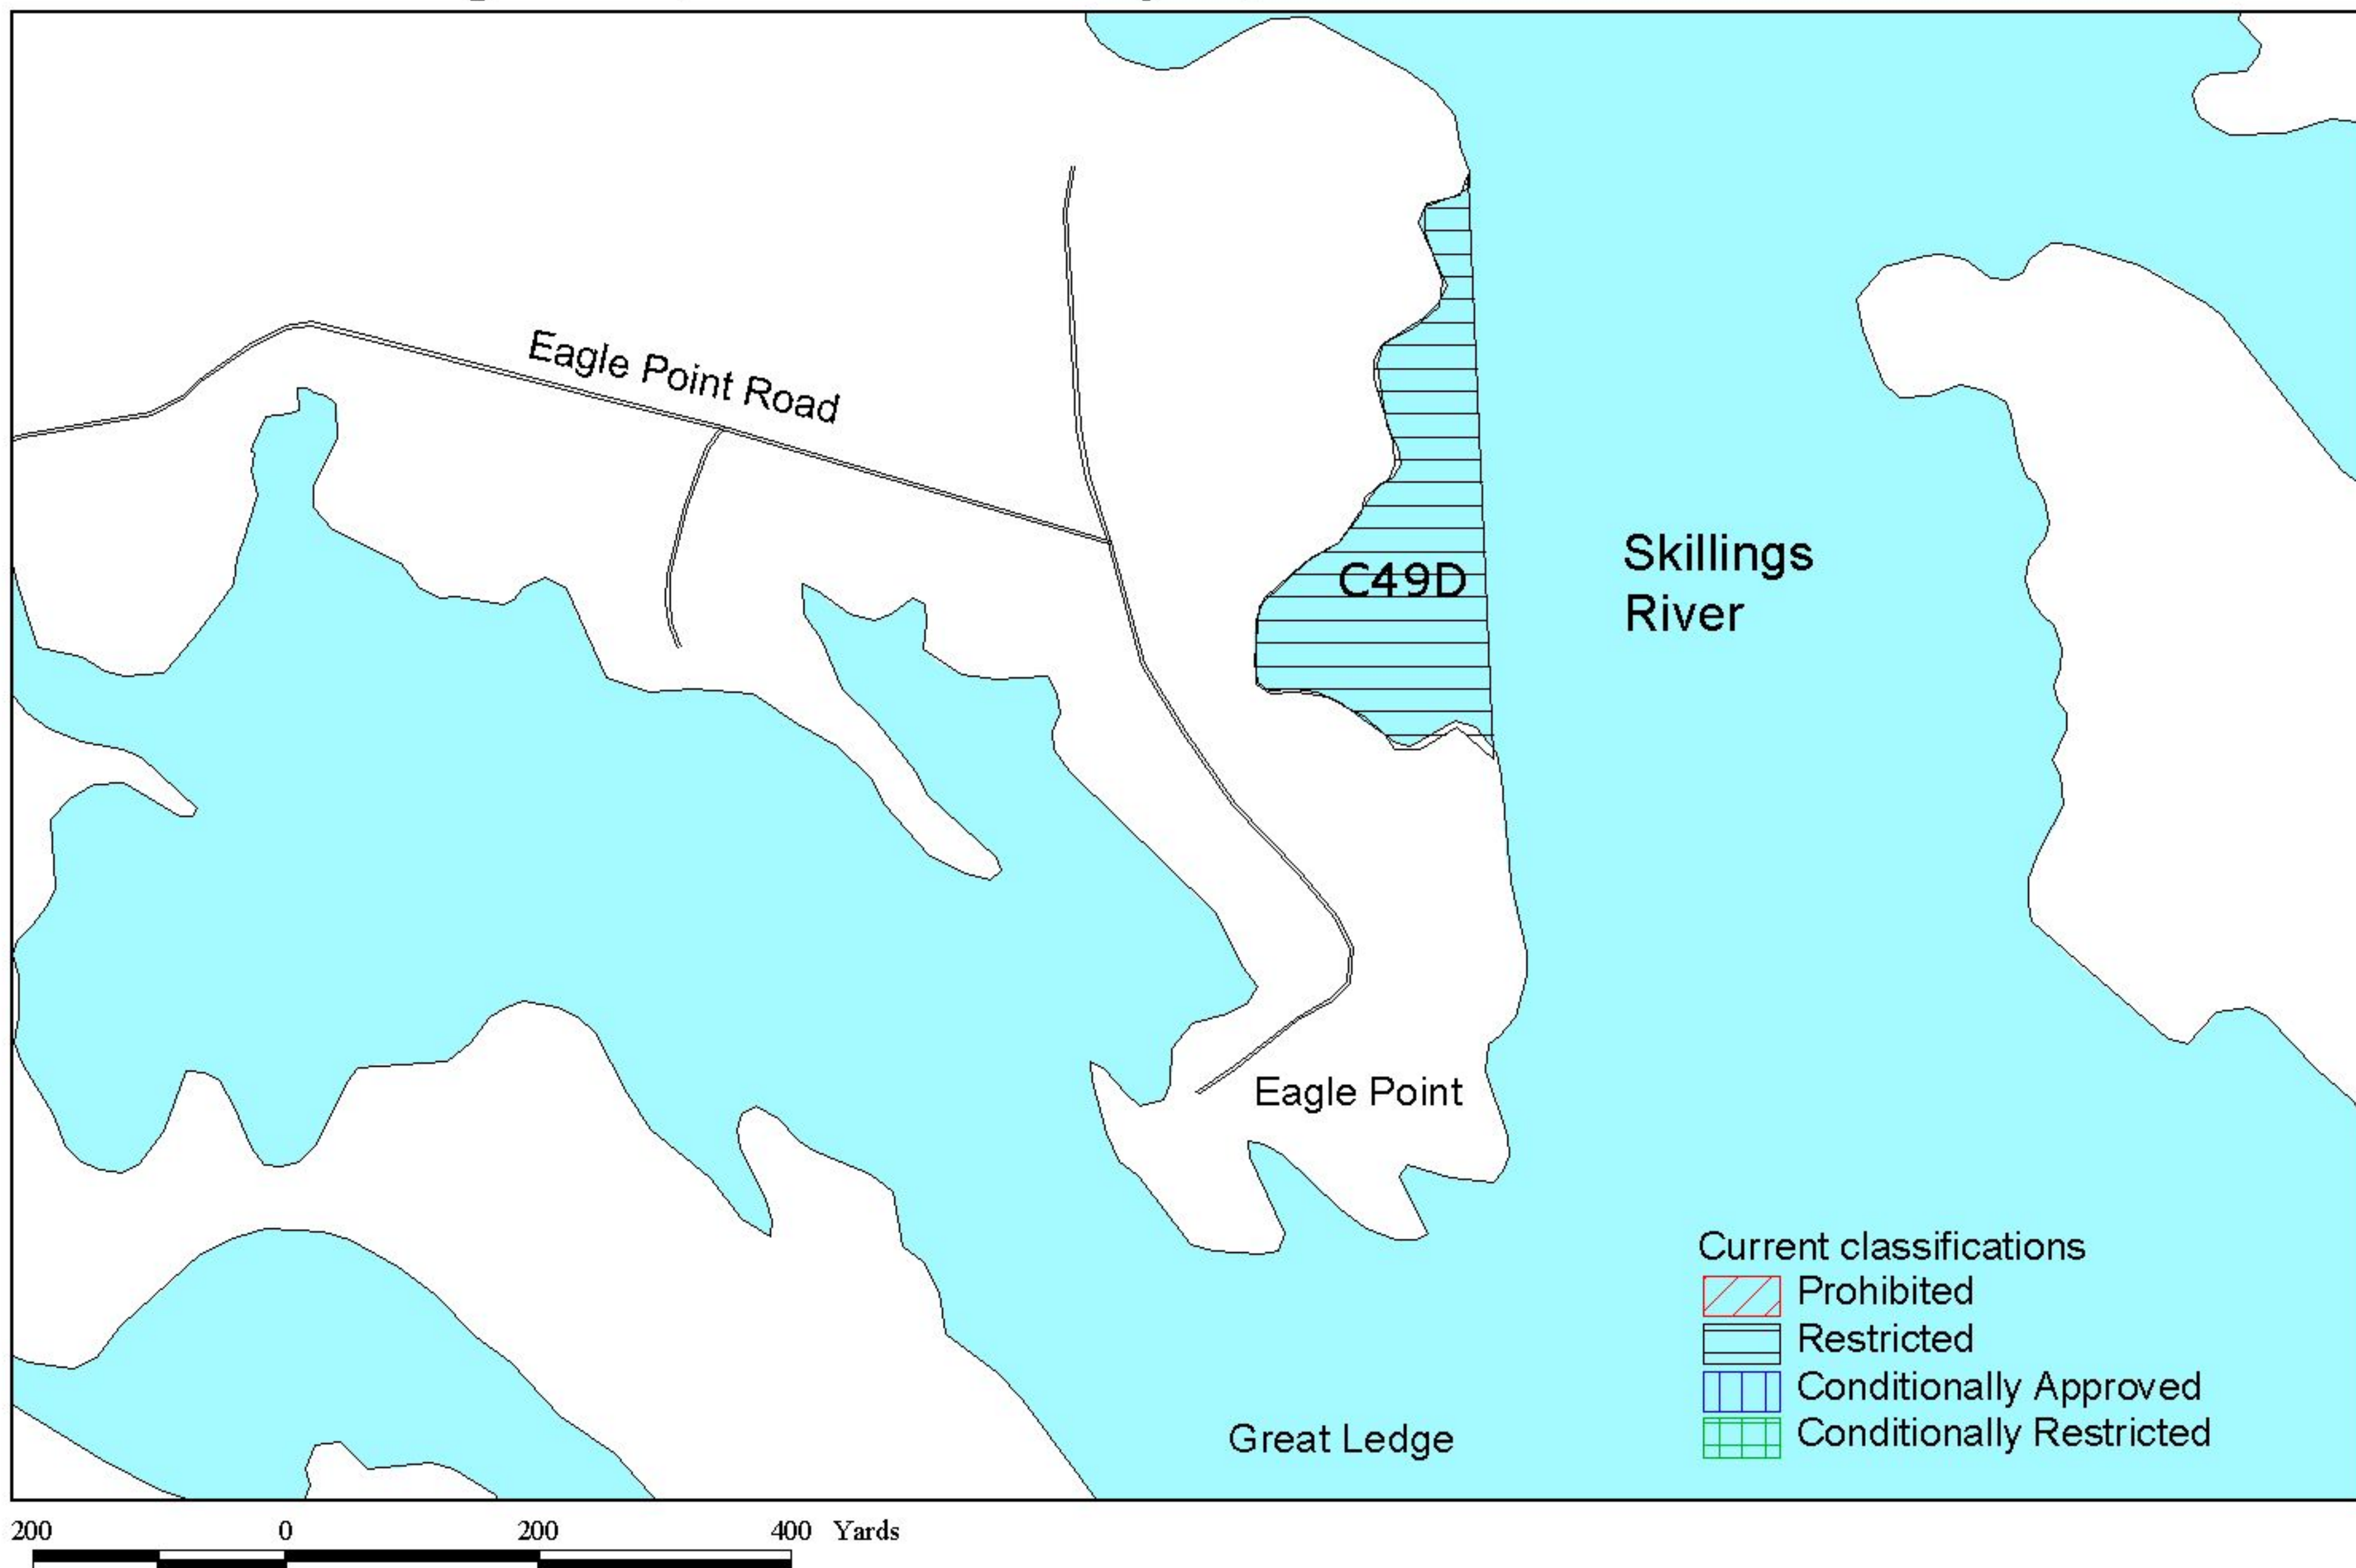 Eagle Point Road
C49D
Skillings
River
Eagle Point
Great Ledge
Current classifications
Prohibited
Restricted
Conditionally Approved
Conditionally Restricted
200 0 200 400 Yards